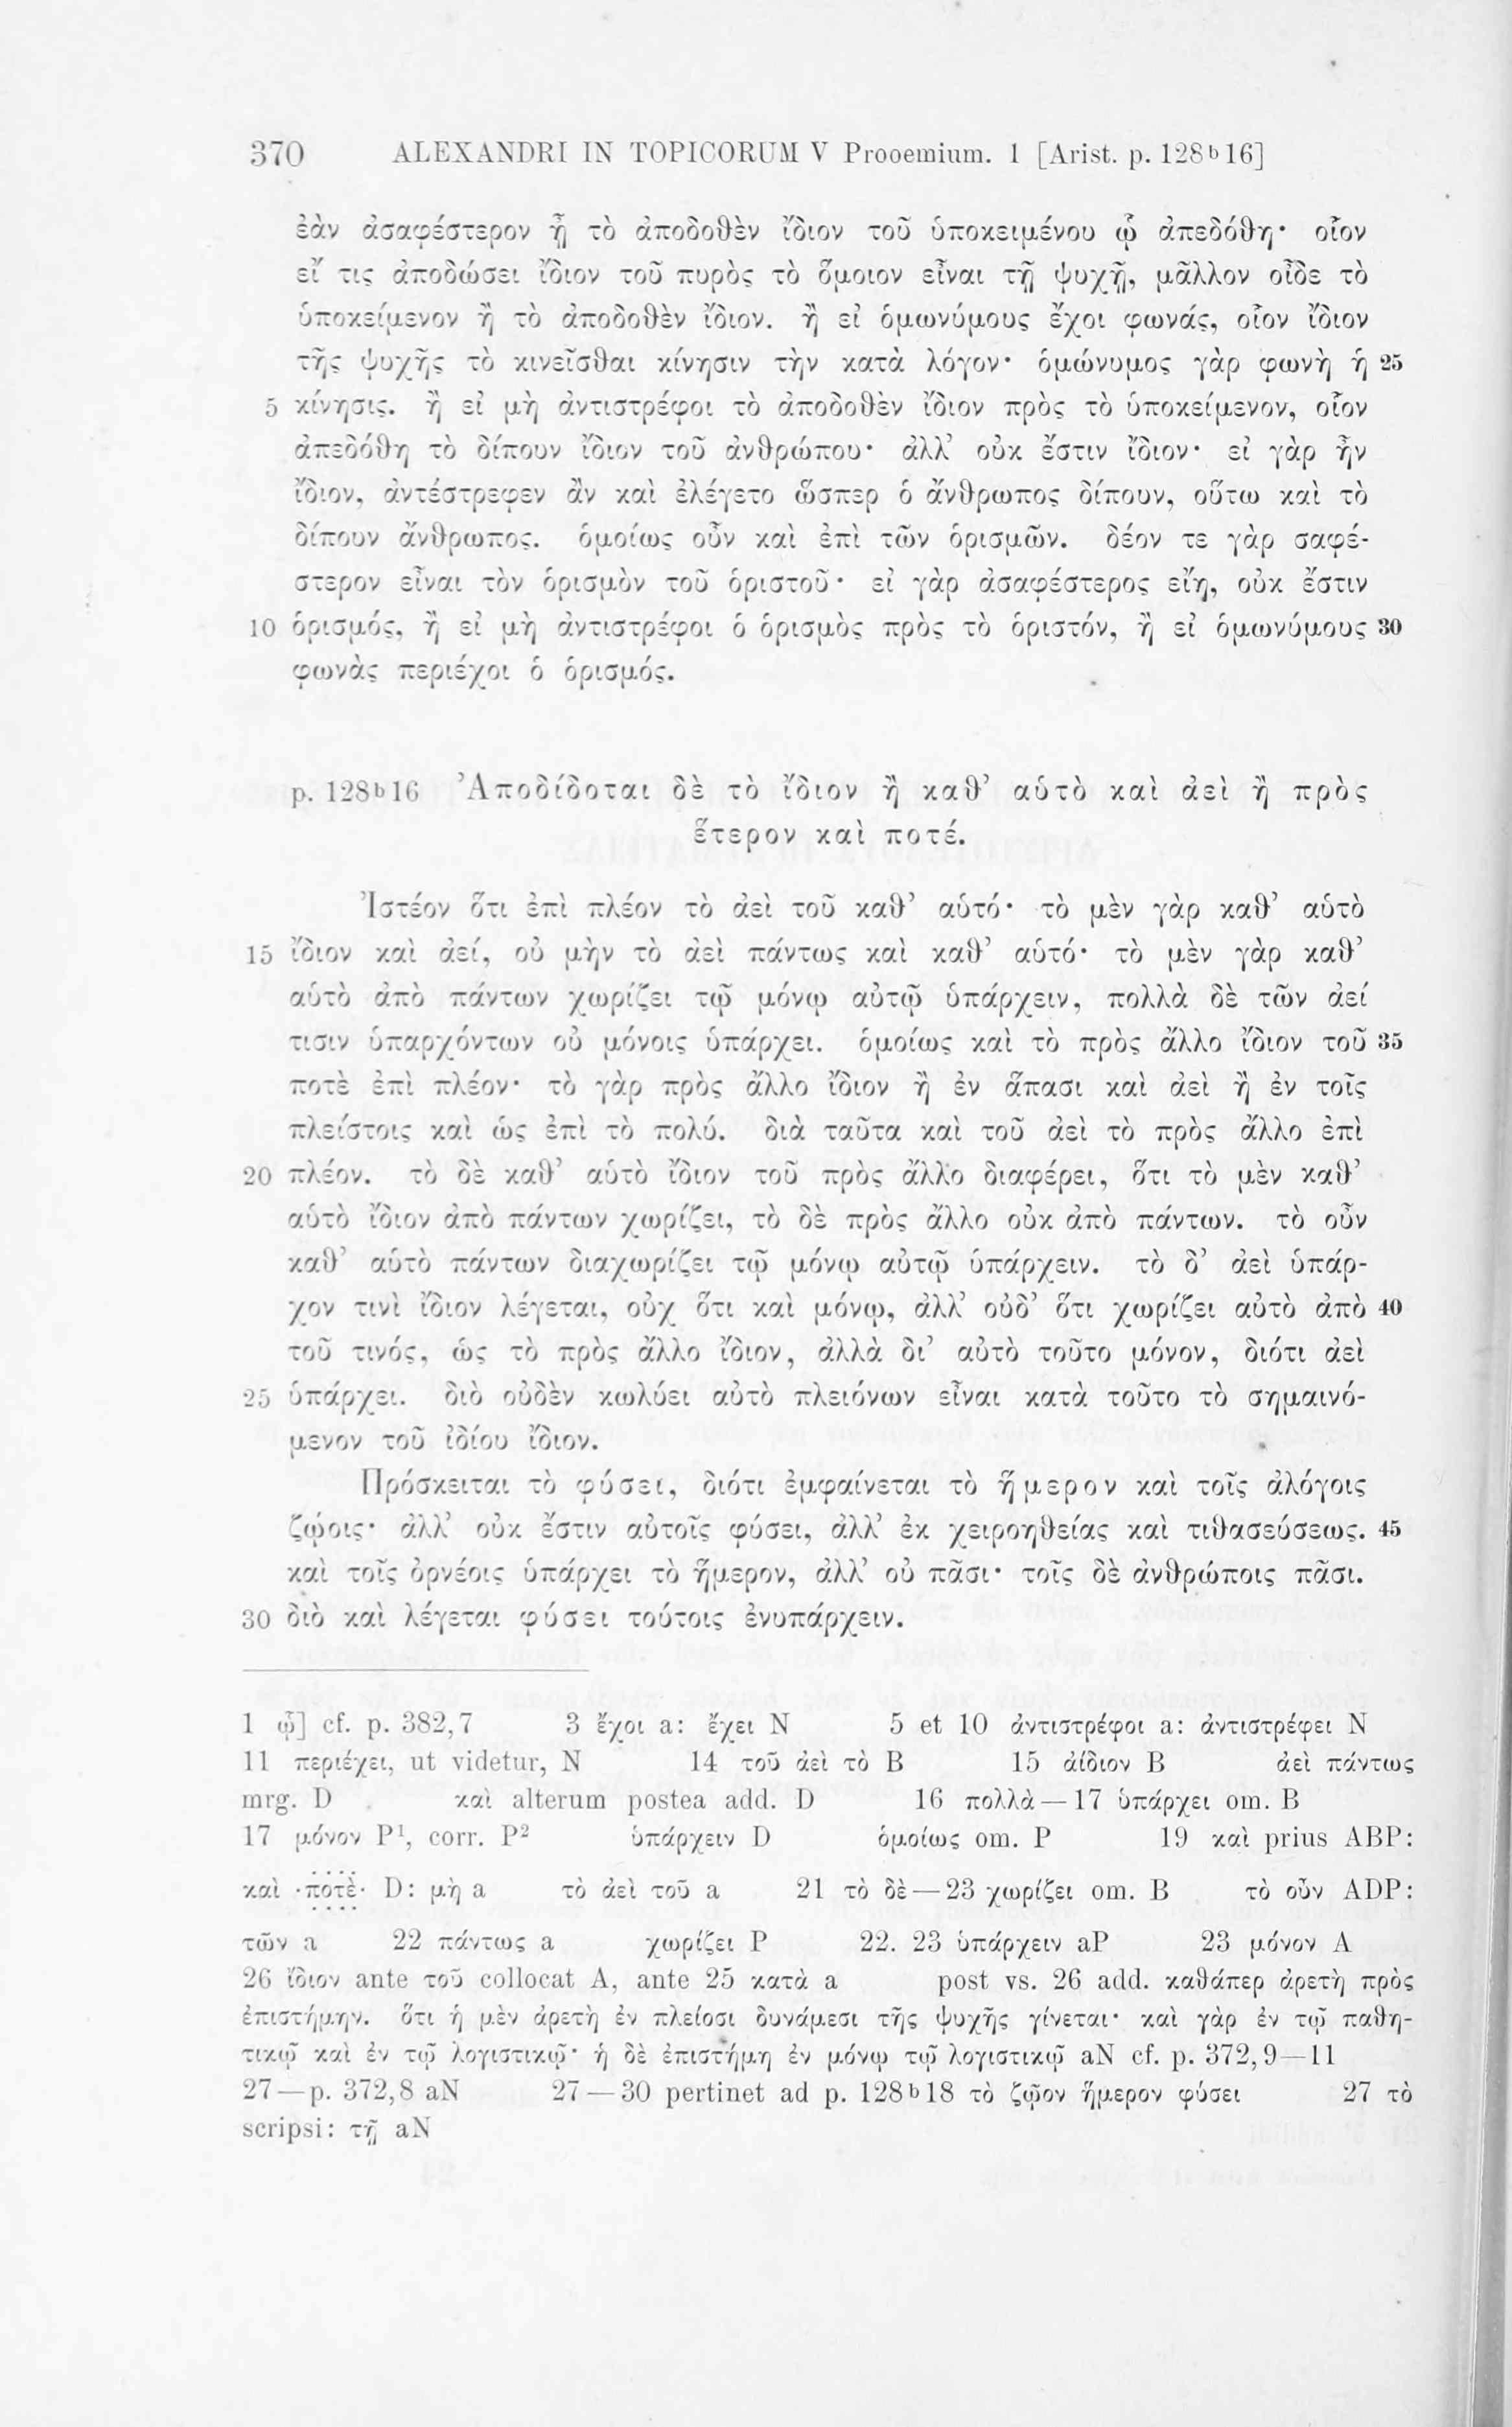 370 ALEXANDRI IN TOPICORUM V Prooemium. 1 [Arist. p. 128ᵇ16]
ἐὰν ἀσαφέστερον ᾖ τὸ ἀποδοθὲν ἴδιον τοῦ ὑποκειμένου ᾧ ἀπεδόθη· οἷον
εἴ τις ἀποδώσει ἴδιον τοῦ πυρὸς τὸ ὅμοιον εἶναι τῇ ψυχῇ, μᾶλλον οἶδε τὸ
ὑποκείμενον ἢ τὸ ἀποδοθὲν ἴδιον. ἢ εἰ ὁμωνύμους ἔχοι φωνάς, οἷον ἴδιον
τῆς ψυχῆς τὸ κινεῖσθαι κίνησιν τὴν κατὰ λόγον· ὁμώνυμος γὰρ φωνὴ ἡ 25
5 κίνησις. ἢ εἰ μὴ ἀντιστρέφοι τὸ ἀποδοθὲν ἴδιον πρὸς τὸ ὑποκείμενον, οἷον
ἀπεδόθη τὸ δίπουν ἴδιον τοῦ ἀνθρώπου· ἀλλ’ οὐκ ἔστιν ἴδιον· εἰ γὰρ ἦν
ἴδιον, ἀντέστρεφεν ἂν καὶ ἐλέγετο ὥσπερ ὁ ἄνθρωπος δίπουν, οὕτω καὶ τὸ
δίπουν ἄνθρωπος. ὁμοίως οὖν καὶ ἐπὶ τῶν ὁρισμῶν. δέον τε γὰρ σαφέ-
στερον εἶναι τὸν ὁρισμὸν τοῦ ὁριστοῦ· εἰ γὰρ ἀσαφέστερος εἴη, οὐκ ἔστιν
10 ὁρισμός, ἢ εἰ μὴ ἀντιστρέφοι ὁ ὁρισμὸς πρὸς τὸ ὁριστόν, ἢ εἰ ὁμωνύμους 30
φωνὰς περιέχοι ὁ ὁρισμός.
p. 128ᵇ16 Ἀποδίδοται δὲ τὸ ἴδιον ἢ καθ’ αὑτὸ καὶ ἀεὶ ἢ πρὸς
ἕτερον καὶ ποτέ.
Ἰστέον ὅτι ἐπὶ πλέον τὸ ἀεὶ τοῦ καθ’ αὑτό· τὸ μὲν γὰρ καθ’ αὑτὸ
15 ἴδιον καὶ ἀεί, οὐ μὴν τὸ ἀεὶ πάντως καὶ καθ’ αὑτό· τὸ μὲν γὰρ καθ’
αὑτὸ ἀπὸ πάντων χωρίζει τῷ μόνῳ αὐτῷ ὑπάρχειν, πολλὰ δὲ τῶν ἀεί
τισιν ὑπαρχόντων οὐ μόνοις ὑπάρχει. ὁμοίως καὶ τὸ πρὸς ἄλλο ἴδιον τοῦ 35
ποτὲ ἐπὶ πλέον· τὸ γὰρ πρὸς ἄλλο ἴδιον ἢ ἐν ἅπασι καὶ ἀεὶ ἢ ἐν τοῖς
πλείστοις καὶ ὡς ἐπὶ τὸ πολύ. διὰ ταῦτα καὶ τοῦ ἀεὶ τὸ πρὸς ἄλλο ἐπὶ
20 πλέον. τὸ δὲ καθ’ αὑτὸ ἴδιον τοῦ πρὸς ἄλλο διαφέρει, ὅτι τὸ μὲν καθ’
αὑτὸ ἴδιον ἀπὸ πάντων χωρίζει, τὸ δὲ πρὸς ἄλλο οὐκ ἀπὸ πάντων. τὸ οὖν
καθ’ αὑτὸ πάντων διαχωρίζει τῷ μόνῳ αὐτῷ ὑπάρχειν. τὸ δ’ ἀεὶ ὑπάρ-
χον τινὶ ἴδιον λέγεται, οὐχ ὅτι καὶ μόνῳ, ἀλλ’ οὐδ’ ὅτι χωρίζει αὐτὸ ἀπὸ 40
τοῦ τινός, ὡς τὸ πρὸς ἄλλο ἴδιον, ἀλλὰ δι’ αὐτὸ τοῦτο μόνον, διότι ἀεὶ
25 ὑπάρχει. διὸ οὐδὲν κωλύει αὐτὸ πλειόνων εἶναι κατὰ τοῦτο τὸ σημαινό-
μενον τοῦ ἰδίου ἴδιον.
Πρόσκειται τὸ φύσει, διότι ἐμφαίνεται τὸ ἥμερον καὶ τοῖς ἀλόγοις
ζῴοις· ἀλλ’ οὐκ ἔστιν αὐτοῖς φύσει, ἀλλ’ ἐκ χειροηθείας καὶ τιθασεύσεως. 45
καὶ τοῖς ὀρνέοις ὑπάρχει τὸ ἥμερον, ἀλλ’ οὐ πᾶσι· τοῖς δὲ ἀνθρώποις πᾶσι.
30 διὸ καὶ λέγεται φύσει τούτοις ἐνυπάρχειν.
1 ᾧ] cf. p. 382,7 3 ἔχοι a: ἔχει N 5 et 10 ἀντιστρέφοι a: ἀντιστρέφει N
11 περιέχει, ut videtur, N 14 τοῦ ἀεὶ τὸ B 15 ἀίδιον B ἀεὶ πάντως
mrg. D καὶ alterum postea add. D 16 πολλὰ — 17 ὑπάρχει om. B
17 μόνον P¹, corr. P² ὑπάρχειν D ὁμοίως om. P 19 καὶ prius ABP:
καὶ ·ποτὲ· D: μὴ a τὸ ἀεὶ τοῦ a 21 τὸ δὲ — 23 χωρίζει om. B τὸ οὖν ADP:
τῶν a 22 πάντως a χωρίζει P 22. 23 ὑπάρχειν aP 23 μόνον A
26 ἴδιον ante τοῦ collocat A, ante 25 κατὰ a post vs. 26 add. καθάπερ ἀρετὴ πρὸς
ἐπιστήμην. ὅτι ἡ μὲν ἀρετὴ ἐν πλείοσι δυνάμεσι τῆς ψυχῆς γίνεται· καὶ γὰρ ἐν τῷ παθη-
τικῷ καὶ ἐν τῷ λογιστικῷ· ἡ δὲ ἐπιστήμη ἐν μόνῳ τῷ λογιστικῷ aN cf. p. 372,9—11
27 — p. 372,8 aN 27 — 30 pertinet ad p. 128ᵇ18 τὸ ζῷον ἥμερον φύσει 27 τὸ
scripsi: τῇ aN